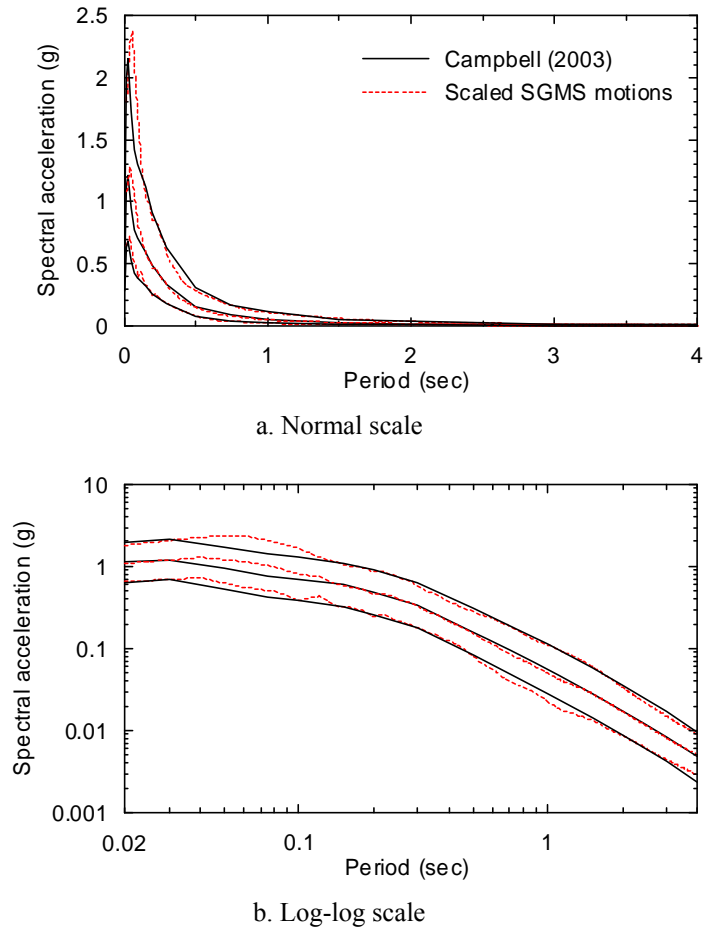 2.5
2
1.5
1
0.5
0
Spectral acceleration (g)
Campbell (2003)
Scaled SGMS motions
0 1 2 3 4
Period (sec)
a. Normal scale
10
1
0.1
0.01
0.001
Spectral acceleration (g)
0.02 0.1 1
Period (sec)
b. Log-log scale